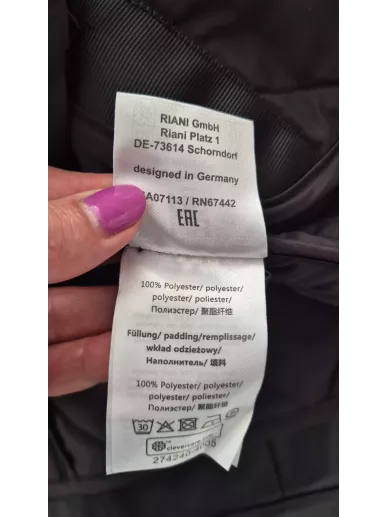 RIANI GmbH
Riani Platz 1
DE-73614 Schorndorf
designed in Germany
A07113 / RN67442
EAC
100% Polyester/ polyester/
polyester/ poliester/
Полиэстер/ 聚酯纤维
Füllung/ padding/remplissage/
wkład odzieżowy/
Наполнитель/ 填料
100% Polyester/ polyester/
polyester/ poliester/
Полиэстер/ 聚酯纤维
30